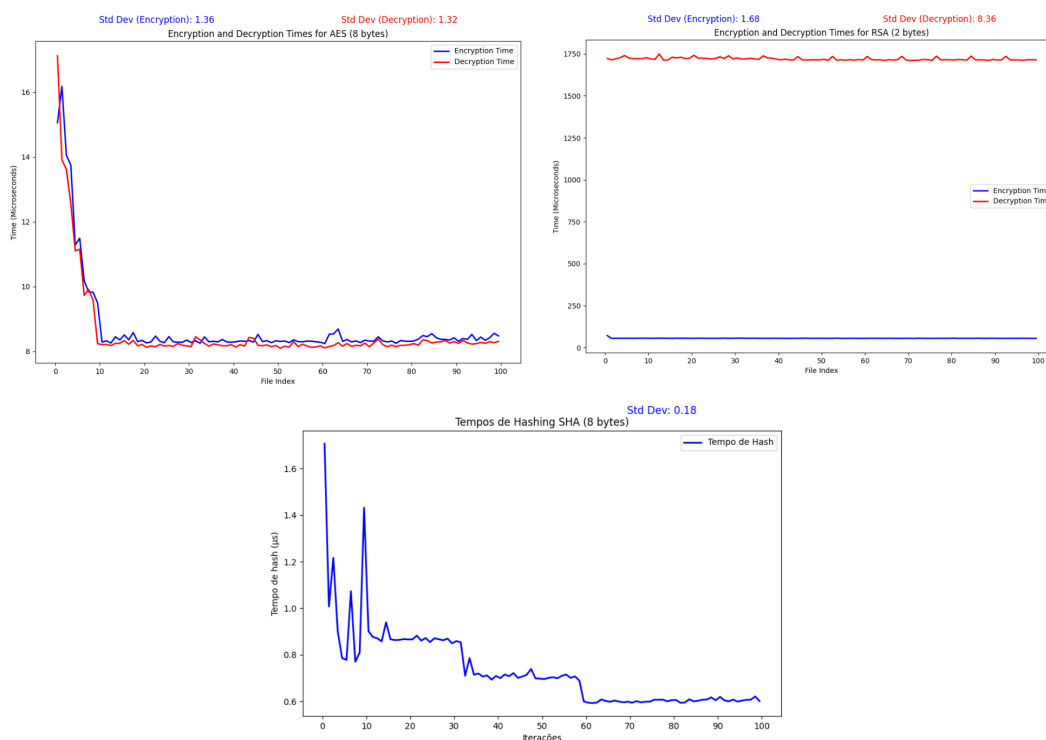 Std Dev (Encryption): 1.36 Std Dev (Decryption): 1.32
Encryption and Decryption Times for AES (8 bytes)
Encryption Time
Decryption Time
16
14
12
10
8
Time (Microseconds)
0 10 20 30 40 50 60 70 80 90 100
File Index
Std Dev (Encryption): 1.68 Std Dev (Decryption): 8.36
Encryption and Decryption Times for RSA (2 bytes)
1750
1500
1250
1000
750
500
250
0
Time (Microseconds)
Encryption Time
Decryption Time
0 10 20 30 40 50 60 70 80 90 100
File Index
Std Dev: 0.18
Tempos de Hashing SHA (8 bytes)
Tempo de Hash
1.6
1.4
1.2
1.0
0.8
0.6
Tempo de hash (μs)
0 10 20 30 40 50 60 70 80 90 100
Iterações